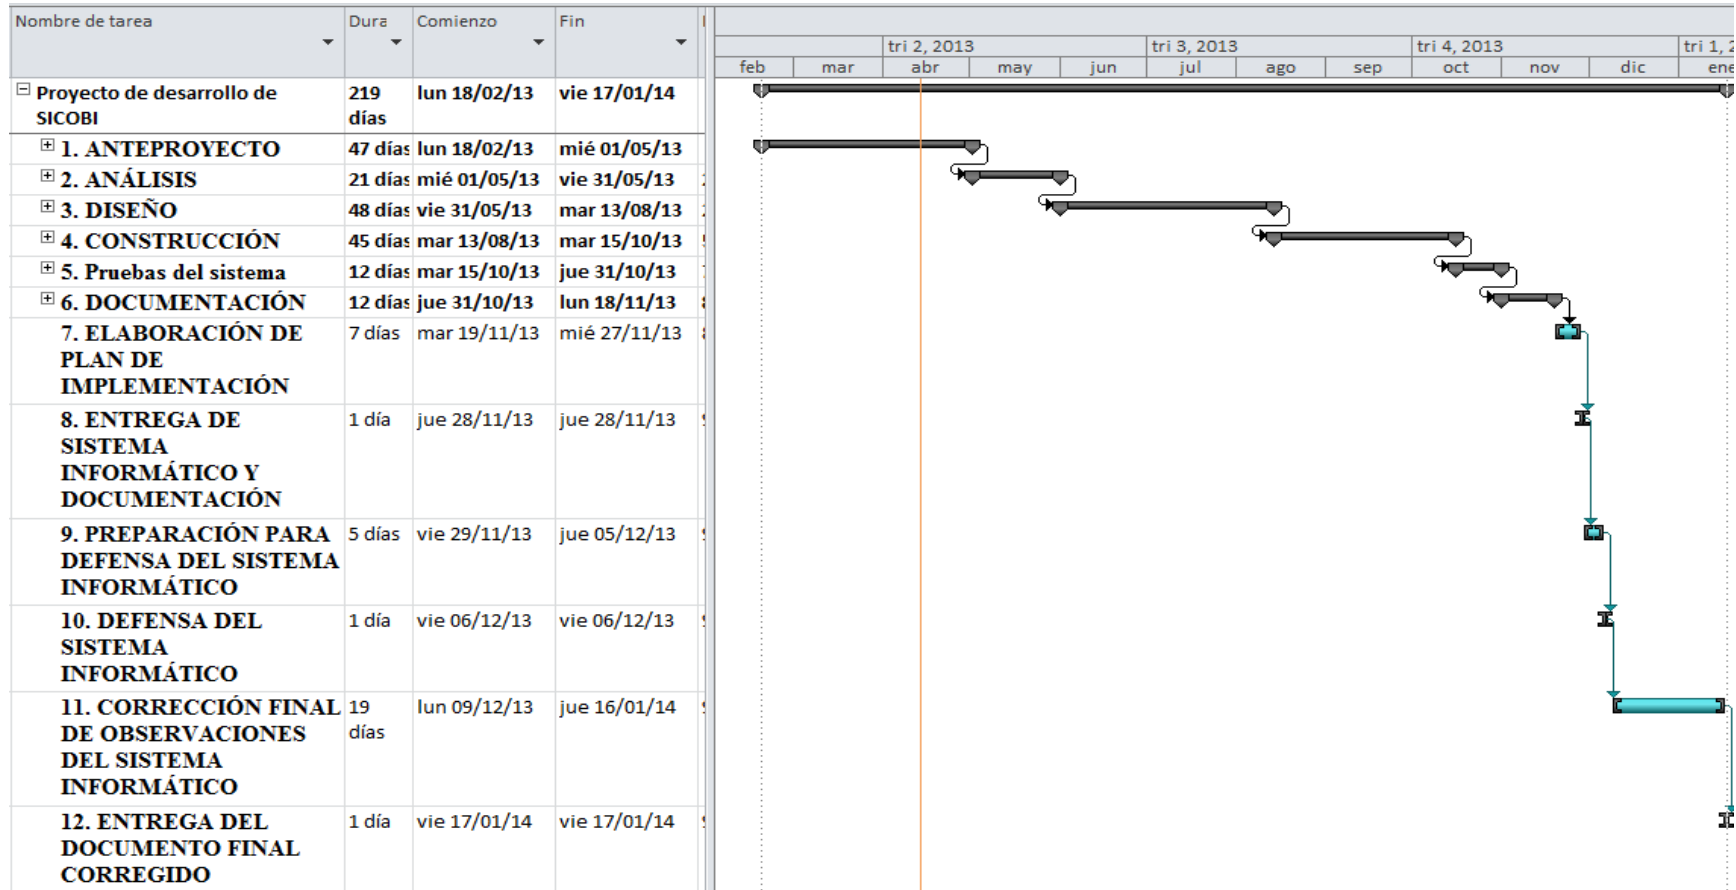 Nombre de tarea Dura Comienzo Fin
tri 2, 2013 tri 3, 2013 tri 4, 2013 tri 1, 2
feb mar abr may jun jul ago sep oct nov dic ene
Proyecto de desarrollo de 219 lun 18/02/13 vie 17/01/14
SICOBI días
1. ANTEPROYECTO 47 días lun 18/02/13 mié 01/05/13
2. ANÁLISIS 21 días mié 01/05/13 vie 31/05/13
3. DISEÑO 48 días vie 31/05/13 mar 13/08/13
4. CONSTRUCCIÓN 45 días mar 13/08/13 mar 15/10/13
5. Pruebas del sistema 12 días mar 15/10/13 jue 31/10/13
6. DOCUMENTACIÓN 12 días jue 31/10/13 lun 18/11/13
7. ELABORACIÓN DE 7 días mar 19/11/13 mié 27/11/13
PLAN DE
IMPLEMENTACIÓN
8. ENTREGA DE 1 día jue 28/11/13 jue 28/11/13
SISTEMA
INFORMÁTICO Y
DOCUMENTACIÓN
9. PREPARACIÓN PARA 5 días vie 29/11/13 jue 05/12/13
DEFENSA DEL SISTEMA
INFORMÁTICO
10. DEFENSA DEL 1 día vie 06/12/13 vie 06/12/13
SISTEMA
INFORMÁTICO
11. CORRECCIÓN FINAL 19 lun 09/12/13 jue 16/01/14
DE OBSERVACIONES días
DEL SISTEMA
INFORMÁTICO
12. ENTREGA DEL 1 día vie 17/01/14 vie 17/01/14
DOCUMENTO FINAL
CORREGIDO